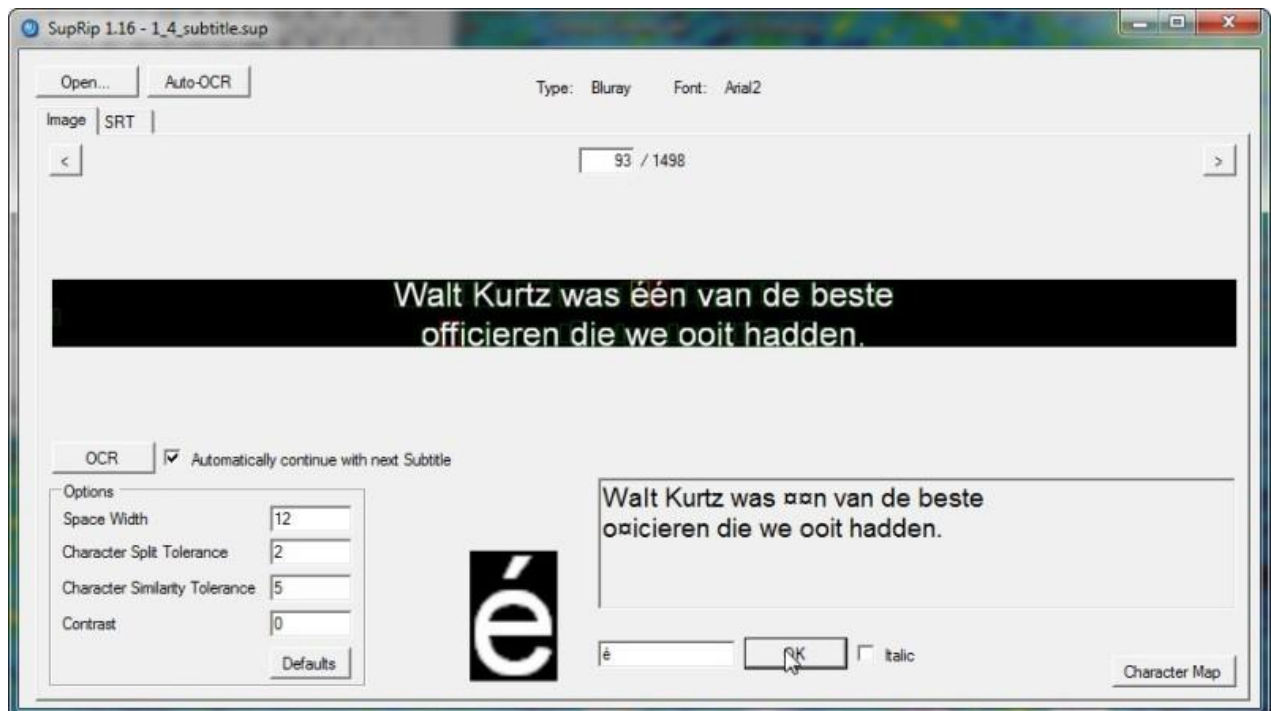 SupRip 1.16 - 1_4_subtitle.sup
Open... Auto-OCR Type: Bluray Font: Arial2
Image SRT
< 93 / 1498 >
Walt Kurtz was één van de beste
officieren die we ooit hadden.
OCR Automatically continue with next Subtitle
Options
Space Width 12
Character Split Tolerance 2
Character Similarity Tolerance 5
Contrast 0
Defaults
é
Walt Kurtz was ¤¤n van de beste
o¤icieren die we ooit hadden.
é OK Italic
Character Map